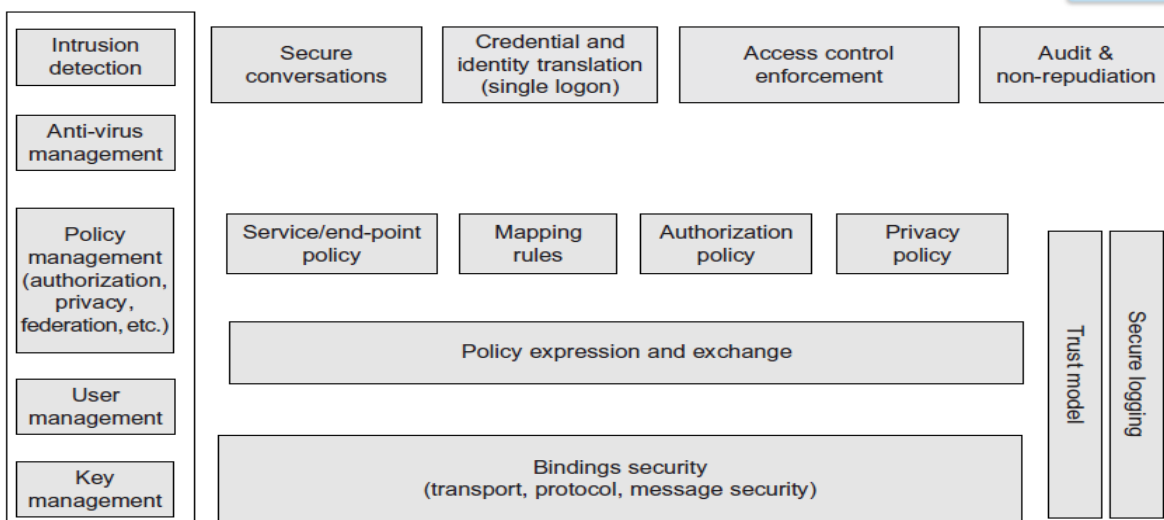 Intrusion
detection
Anti-virus
management
Policy
management
(authorization,
privacy,
federation, etc.)
User
management
Key
management
Secure
conversations
Credential and
identity translation
(single logon)
Access control
enforcement
Audit &
non-repudiation
Service/end-point
policy
Mapping
rules
Authorization
policy
Privacy
policy
Policy expression and exchange
Bindings security
(transport, protocol, message security)
Trust model
Secure logging